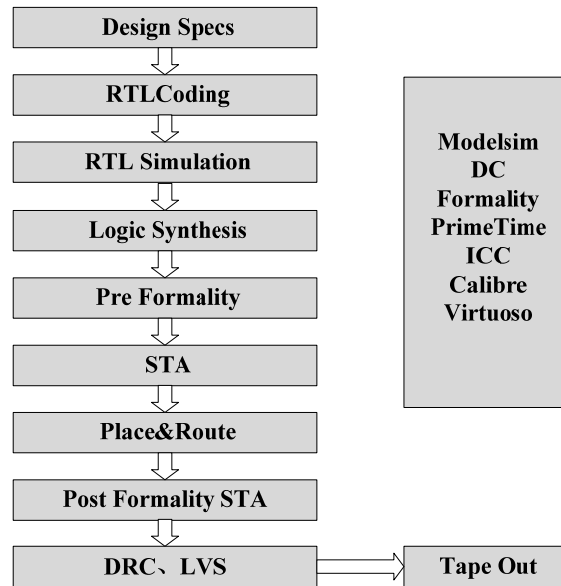 Design Specs
RTLCoding
RTL Simulation
Logic Synthesis
Pre Formality
STA
Place&Route
Post Formality STA
DRC、LVS
Modelsim
DC
Formality
PrimeTime
ICC
Calibre
Virtuoso
Tape Out